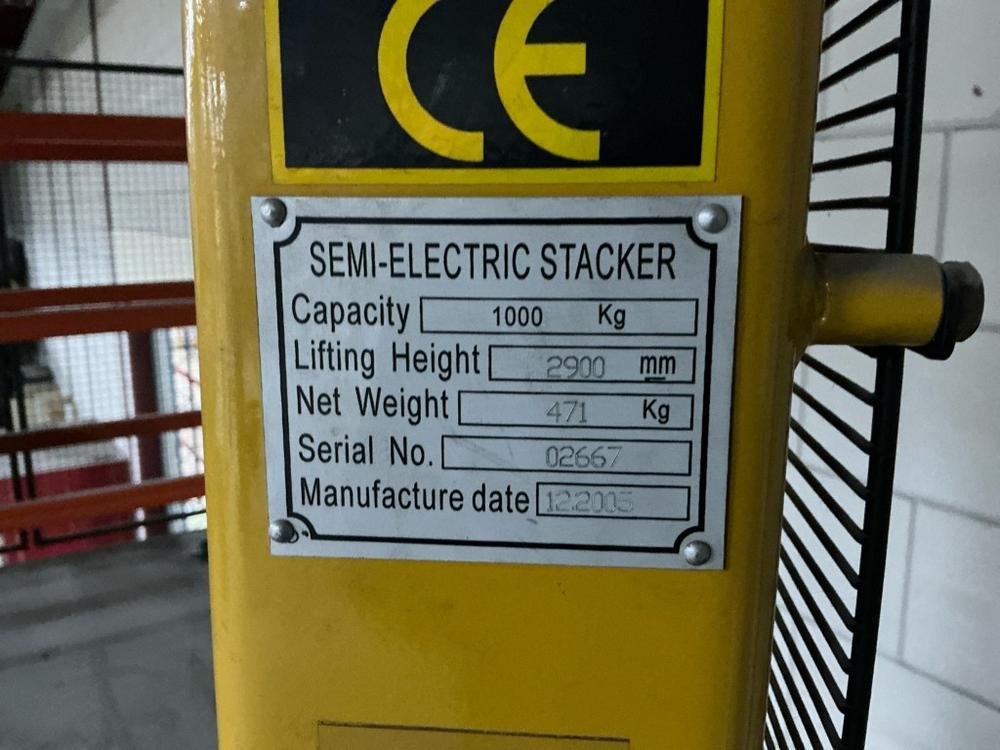 CE
SEMI-ELECTRIC STACKER
Capacity 1000 Kg
Lifting Height 2900 mm
Net Weight 471 Kg
Serial No. 02667
Manufacture date 12.2005